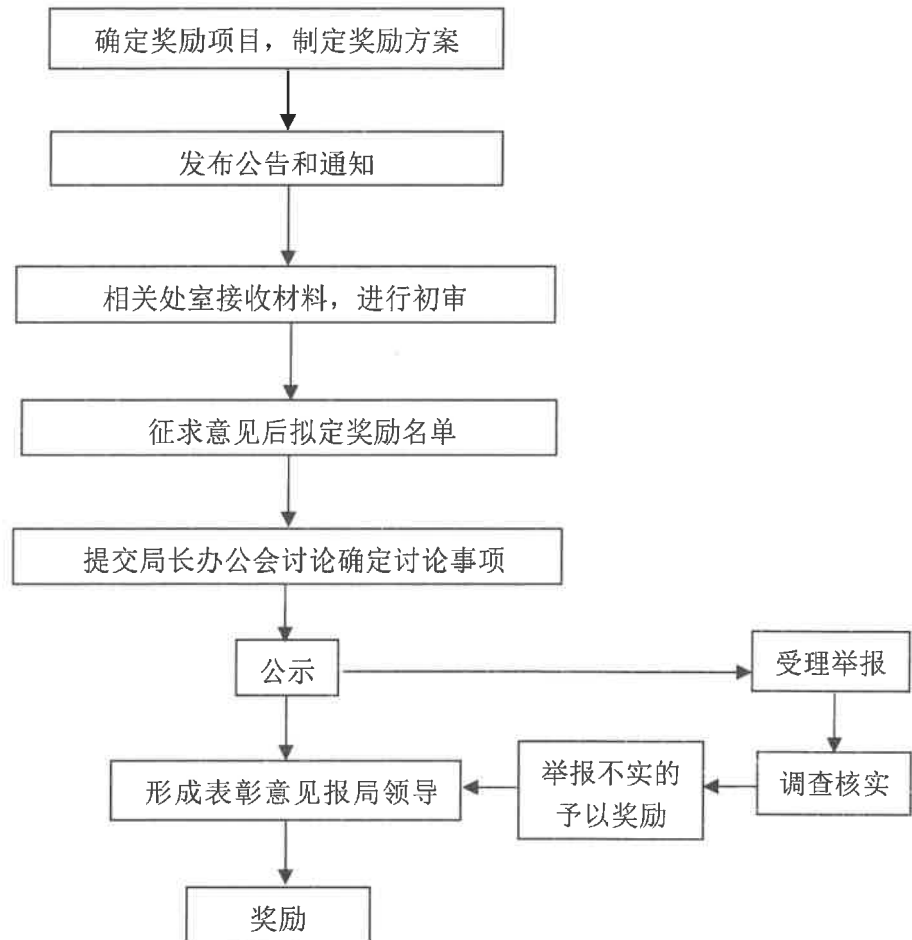 确定奖励项目，制定奖励方案
发布公告和通知
相关处室接收材料，进行初审
征求意见后拟定奖励名单
提交局长办公会讨论确定讨论事项
公示
受理举报
形成表彰意见报局领导
举报不实的
予以奖励
调查核实
奖励